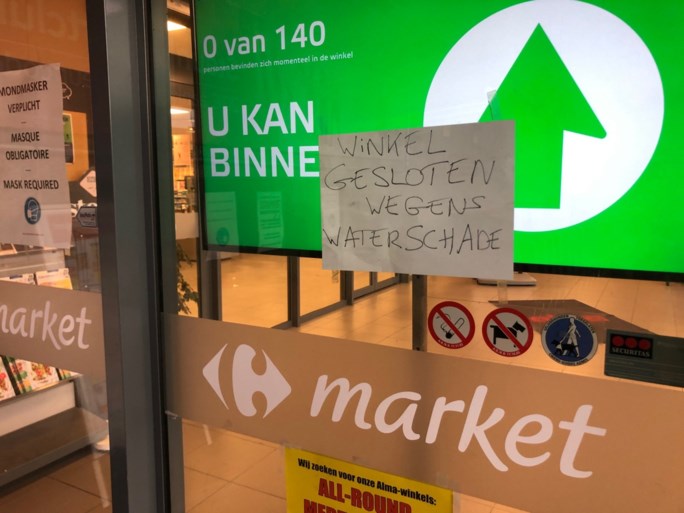 MONDMASKER
VERPLICHT
MASQUE
OBLIGATOIRE
MASK REQUIRED
0 van 140
personen bevinden zich momenteel in de winkel
U KAN
BINNE
WINKEL
GESLOTEN
WEGENS
WATERSCHADE
market
market
SECURITAS
Wij zoeken voor onze Alma-winkels:
ALL-ROUND